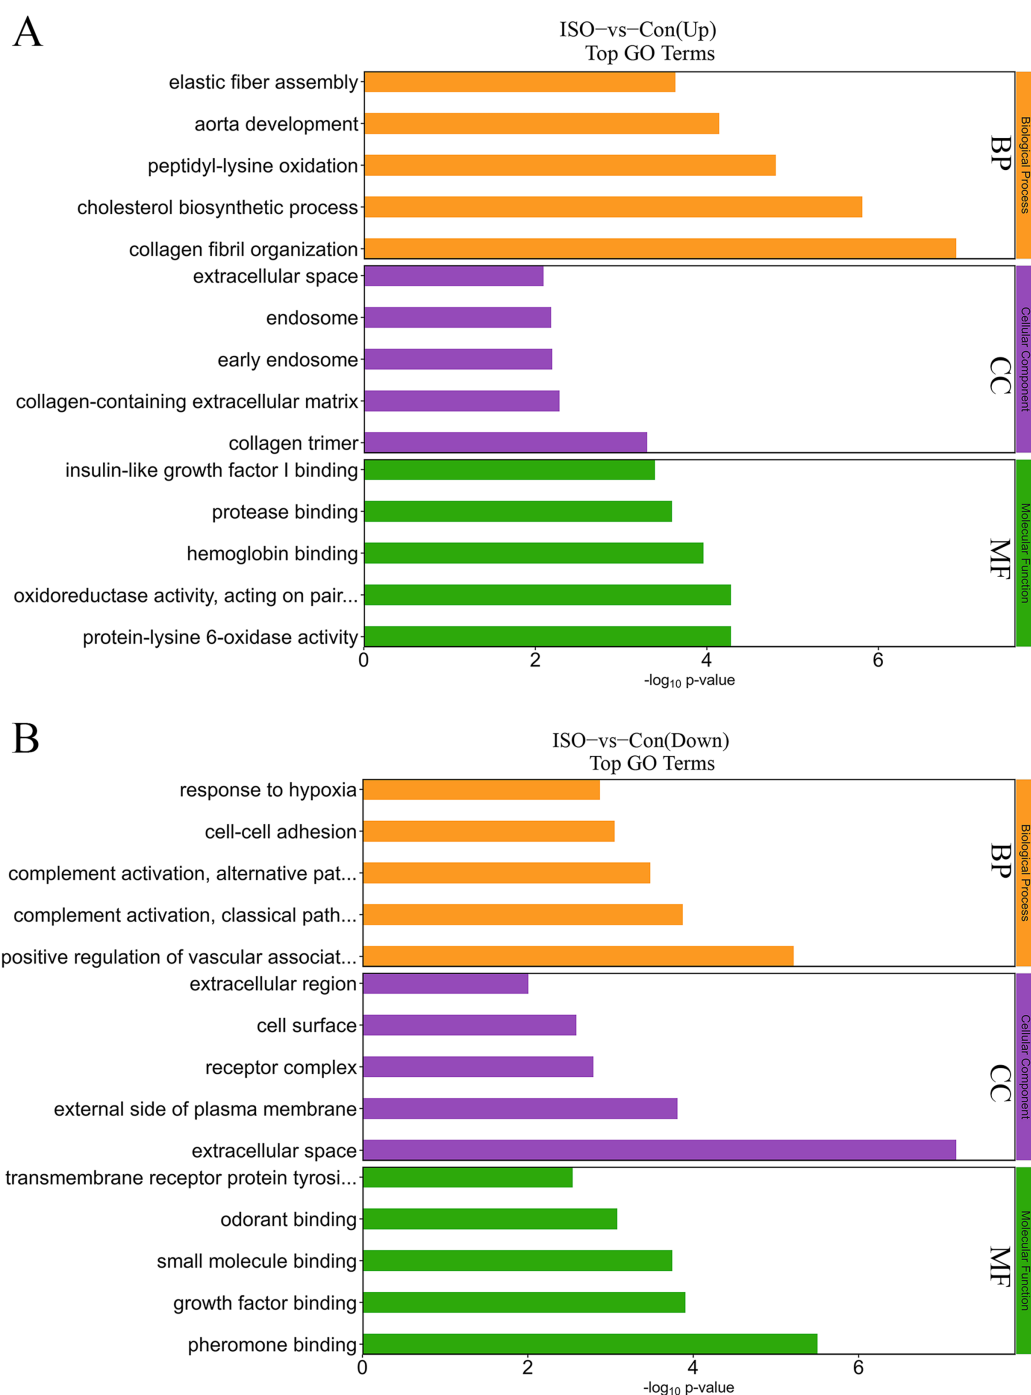 A
ISO−vs−Con(Up)
Top GO Terms
elastic fiber assembly
aorta development
peptidyl-lysine oxidation
cholesterol biosynthetic process
collagen fibril organization
BP
Biological Process
extracellular space
endosome
early endosome
collagen-containing extracellular matrix
collagen trimer
CC
Cellular Component
insulin-like growth factor I binding
protease binding
hemoglobin binding
oxidoreductase activity, acting on pair...
protein-lysine 6-oxidase activity
MF
Molecular Function
0 2 4 6
-log10 p-value
B
ISO−vs−Con(Down)
Top GO Terms
response to hypoxia
cell-cell adhesion
complement activation, alternative pat...
complement activation, classical path...
positive regulation of vascular associat...
BP
Biological Process
extracellular region
cell surface
receptor complex
external side of plasma membrane
extracellular space
CC
Cellular Component
transmembrane receptor protein tyrosi...
odorant binding
small molecule binding
growth factor binding
pheromone binding
MF
Molecular Function
0 2 4 6
-log10 p-value